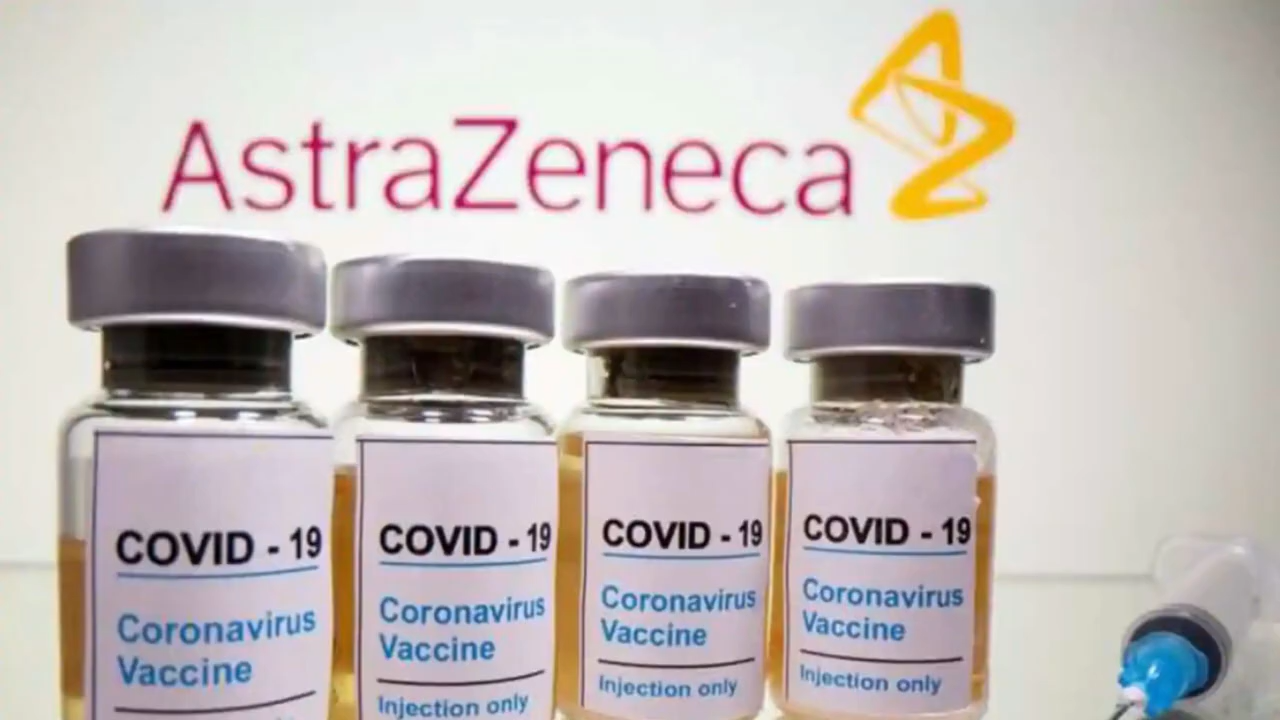 AstraZeneca
COVID - 19
Coronavirus
Vaccine
COVID - 19
Coronavirus
Vaccine
Injection only
COVID - 19
Coronavirus
Vaccine
Injection only
COVID - 19
Coronavirus
Vaccine
Injection only